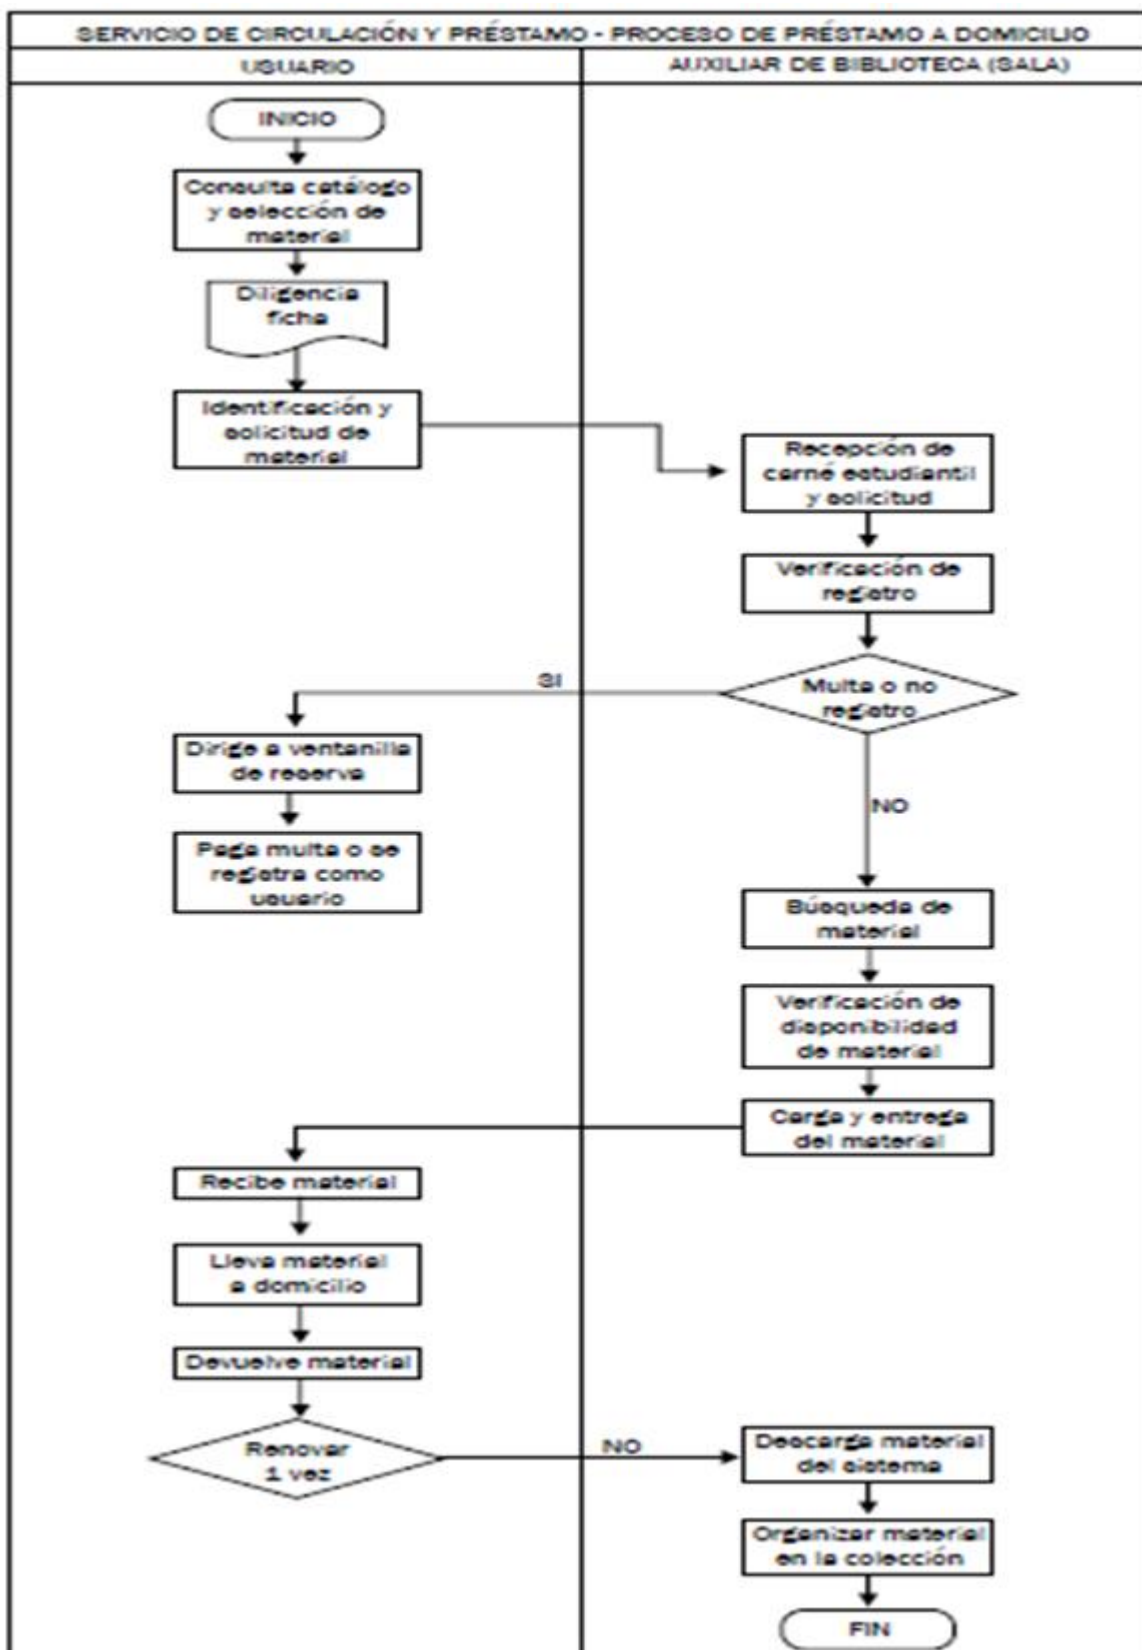 SERVICIO DE CIRCULACIÓN Y PRÉSTAMO - PROCESO DE PRÉSTAMO A DOMICILIO
USUARIO
AUXILIAR DE BIBLIOTECA (SALA)
INICIO
Consulta catálogo
y selección de
material
Diligencia
ficha
Identificación y
solicitud de
material
Recepción de
carné estudiantil
y solicitud
Verificación de
registro
Multa o no
registro
SI
Dirige a ventanilla
de reserva
Paga multa o se
registra como
usuario
NO
Búsqueda de
material
Verificación de
disponibilidad
de material
Carga y entrega
del material
Recibe material
Lleva material
a domicilio
Devuelve material
Renovar
1 vez
NO
Descarga material
del sistema
Organizar material
en la colección
FIN